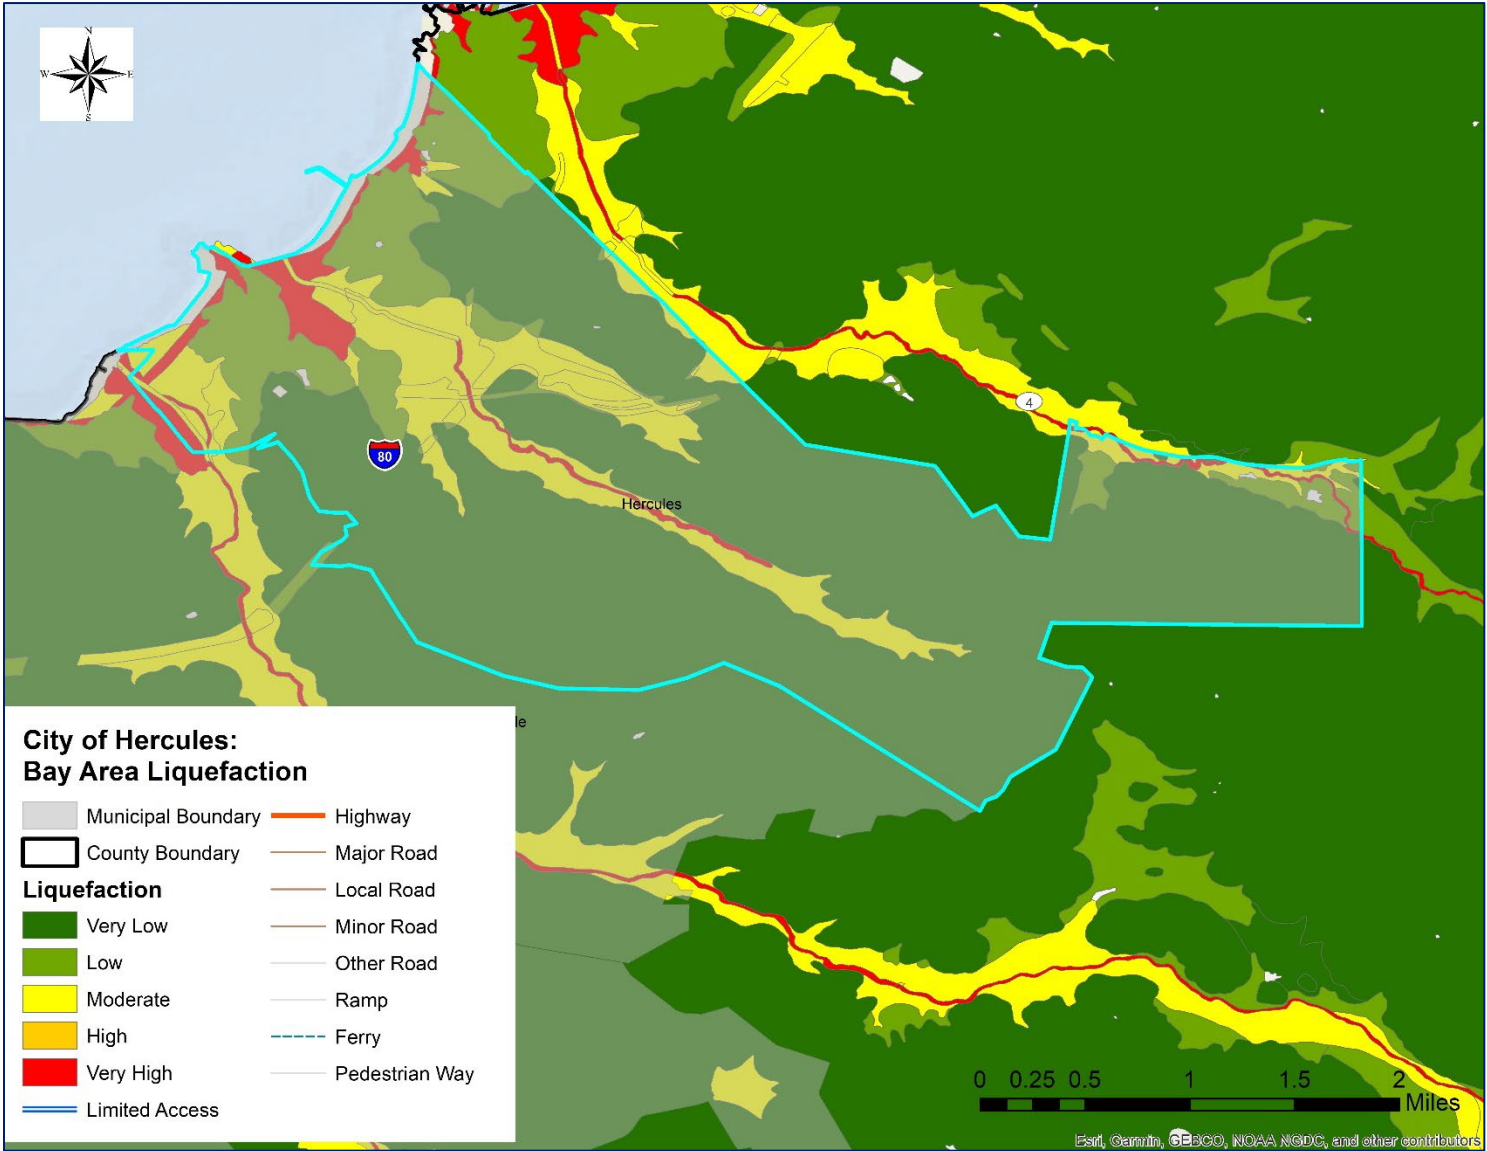 N
W E
S
4
80
Hercules
le
City of Hercules:
Bay Area Liquefaction
Municipal Boundary
County Boundary
Liquefaction
Very Low
Low
Moderate
High
Very High
Limited Access
Highway
Major Road
Local Road
Minor Road
Other Road
Ramp
Ferry
Pedestrian Way
0 0.25 0.5 1 1.5 2
Miles
Esri, Garmin, GEBCO, NOAA NGDC, and other contributors